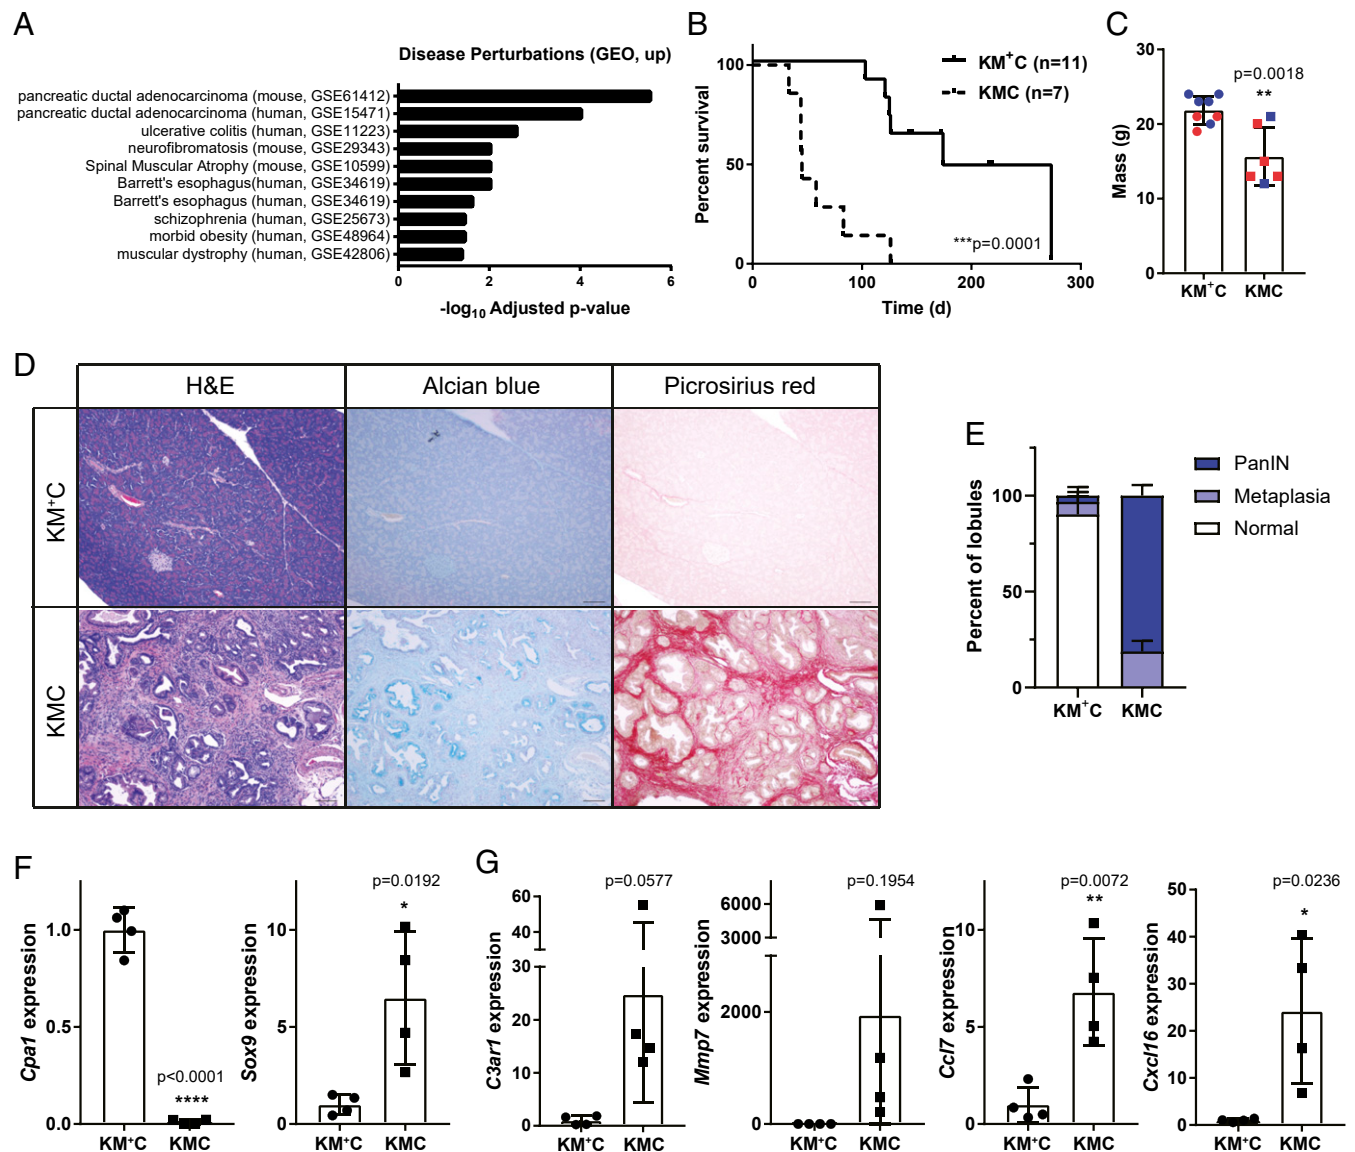 A
Disease Perturbations (GEO, up)
pancreatic ductal adenocarcinoma (mouse, GSE61412)
pancreatic ductal adenocarcinoma (human, GSE15471)
ulcerative colitis (human, GSE11223)
neurofibromatosis (mouse, GSE29343)
Spinal Muscular Atrophy (mouse, GSE10599)
Barrett's esophagus(human, GSE34619)
Barrett's esophagus (human, GSE34619)
schizophrenia (human, GSE25673)
morbid obesity (human, GSE48964)
muscular dystrophy (human, GSE42806)
0 2 4 6
-log10 Adjusted p-value
B
Percent survival
100
50
0
KM+C (n=11)
KMC (n=7)
***p=0.0001
0 100 200 300
Time (d)
C
Mass (g)
30
20
10
0
p=0.0018
**
KM+C KMC
D
H&E Alcian blue Picrosirius red
KM+C
KMC
E
Percent of lobules
100
50
0
KM+C KMC
PanIN
Metaplasia
Normal
F
Cpa1 expression
1.0
0.5
0.0
p<0.0001
****
KM+C KMC
Sox9 expression
10
5
0
p=0.0192
*
KM+C KMC
G
C3ar1 expression
60
40
30
20
10
0
p=0.0577
KM+C KMC
Mmp7 expression
6000
3000
2000
0
p=0.1954
KM+C KMC
Ccl7 expression
10
5
0
p=0.0072
**
KM+C KMC
Cxcl16 expression
50
40
30
20
10
0
p=0.0236
*
KM+C KMC